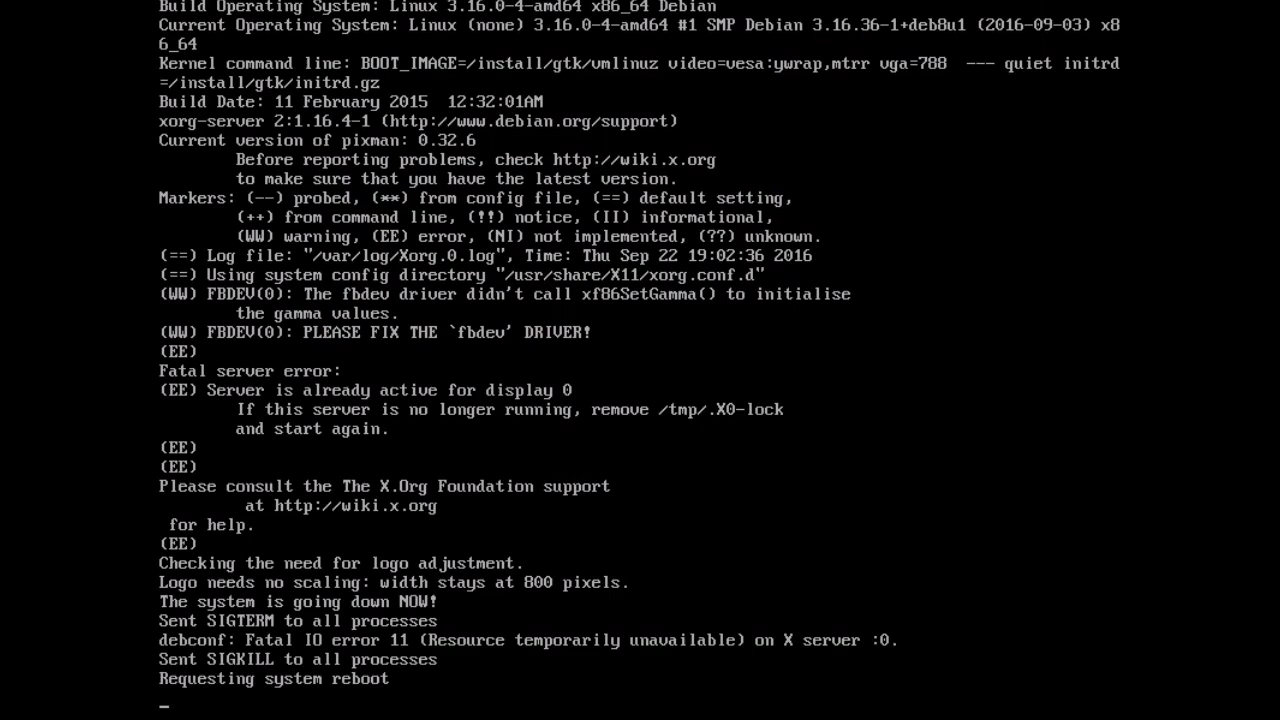 Build Operating System: Linux 3.16.0-4-amd64 x86_64 Debian
Current Operating System: Linux (none) 3.16.0-4-amd64 #1 SMP Debian 3.16.36-1+deb8u1 (2016-09-03) x8
6_64
Kernel command line: BOOT_IMAGE=/install/gtk/vmlinuz video=vesa:ywrap,mtrr vga=788  --- quiet initrd
=/install/gtk/initrd.gz
Build Date: 11 February 2015  12:32:01AM
xorg-server 2:1.16.4-1 (http://www.debian.org/support)
Current version of pixman: 0.32.6
        Before reporting problems, check http://wiki.x.org
        to make sure that you have the latest version.
Markers: (--) probed, (**) from config file, (==) default setting,
        (++) from command line, (!!) notice, (II) informational,
        (WW) warning, (EE) error, (NI) not implemented, (??) unknown.
(==) Log file: "/var/log/Xorg.0.log", Time: Thu Sep 22 19:02:36 2016
(==) Using system config directory "/usr/share/X11/xorg.conf.d"
(WW) FBDEV(0): The fbdev driver didn't call xf86SetGamma() to initialise
        the gamma values.
(WW) FBDEV(0): PLEASE FIX THE `fbdev' DRIVER!
(EE)
Fatal server error:
(EE) Server is already active for display 0
        If this server is no longer running, remove /tmp/.X0-lock
        and start again.
(EE)
(EE)
Please consult the The X.Org Foundation support
         at http://wiki.x.org
 for help.
(EE)
Checking the need for logo adjustment.
Logo needs no scaling: width stays at 800 pixels.
The system is going down NOW!
Sent SIGTERM to all processes
debconf: Fatal IO error 11 (Resource temporarily unavailable) on X server :0.
Sent SIGKILL to all processes
Requesting system reboot
_